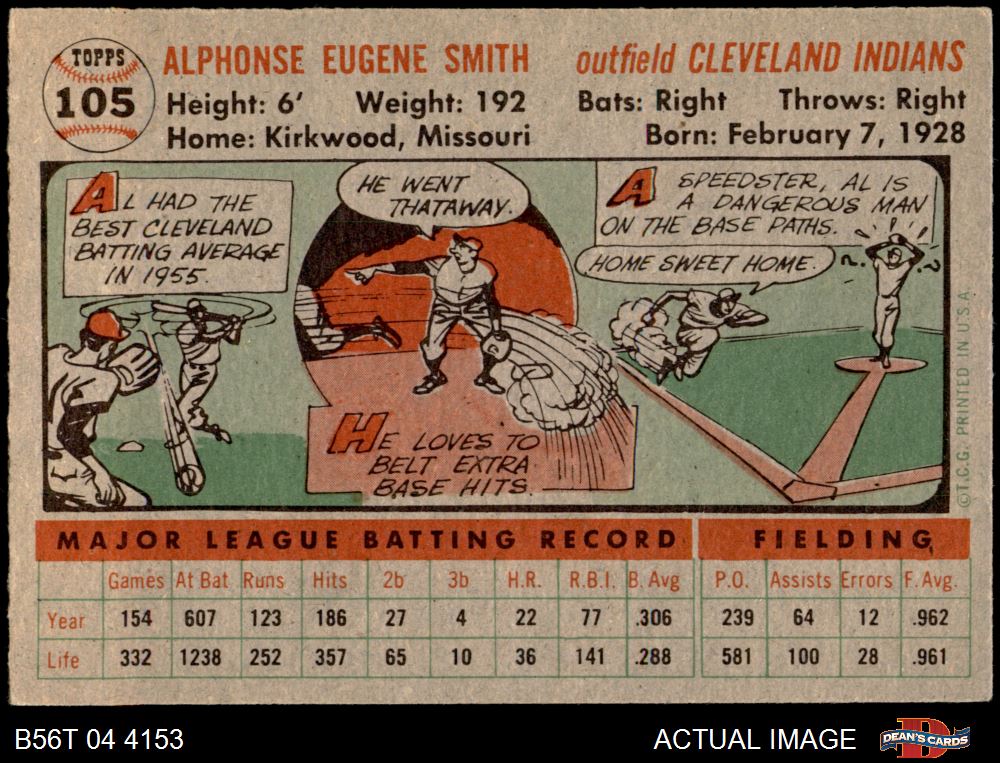 TOPPS
105
ALPHONSE EUGENE SMITH
outfield CLEVELAND INDIANS
Height: 6' Weight: 192 Bats: Right Throws: Right
Home: Kirkwood, Missouri Born: February 7, 1928
AL HAD THE
BEST CLEVELAND
BATTING AVERAGE
IN 1955.
HE WENT
THATAWAY.
HE LOVES TO
BELT EXTRA
BASE HITS.
A SPEEDSTER, AL IS
A DANGEROUS MAN
ON THE BASE PATHS.
HOME SWEET HOME.
?. !!!! .?
©T.C.G. PRINTED IN U.S.A.
MAJOR LEAGUE BATTING RECORD FIELDING
Games At Bat Runs Hits 2b 3b H.R. R.B.I. B. Avg P.O. Assists Errors F. Avg.
Year 154 607 123 186 27 4 22 77 .306 239 64 12 .962
Life 332 1238 252 357 65 10 36 141 .288 581 100 28 .961
B56T 04 4153 ACTUAL IMAGE D DEAN'S CARDS